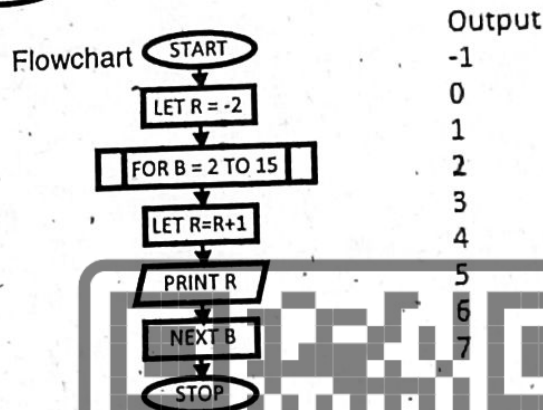 Flowchart
START
LET R = -2
FOR B = 2 TO 15
LET R=R+1
PRINT R
NEXT B
STOP
Output
-1
0
1
2
3
4
5
6
7